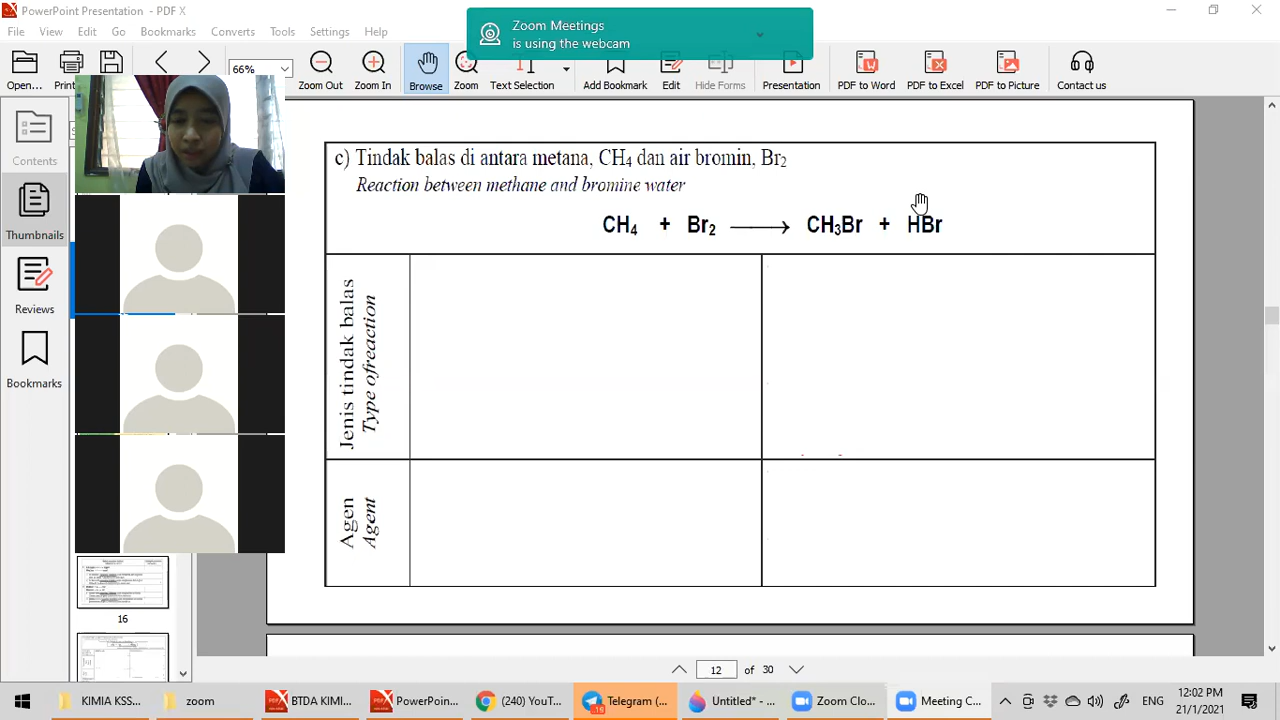 PowerPoint Presentation - PDF X
Zoom Meetings
is using the webcam
File View Edit Go Bookmarks Converts Tools Settings Help
66%
Open... Print Zoom Out Zoom In Browse Zoom Text Selection Add Bookmark Edit Hide Forms Presentation PDF to Word PDF to Excel PDF to Picture Contact us
Contents
Thumbnails
Reviews
Bookmarks
c) Tindak balas di antara metana, CH₄ dan air bromin, Br₂
Reaction between methane and bromine water
CH₄ + Br₂ ⟶ CH₃Br + HBr
Jenis tindak balas
Type ofreaction
Agen
Agent
16
12 of 30
KIMIA KSS... zoom BTDA KIMI... PowerPoin... (240) YouT... Telegram (... Untitled* - ... Zoom Clo... Meeting C... ENG
12:02 PM
21/1/2021